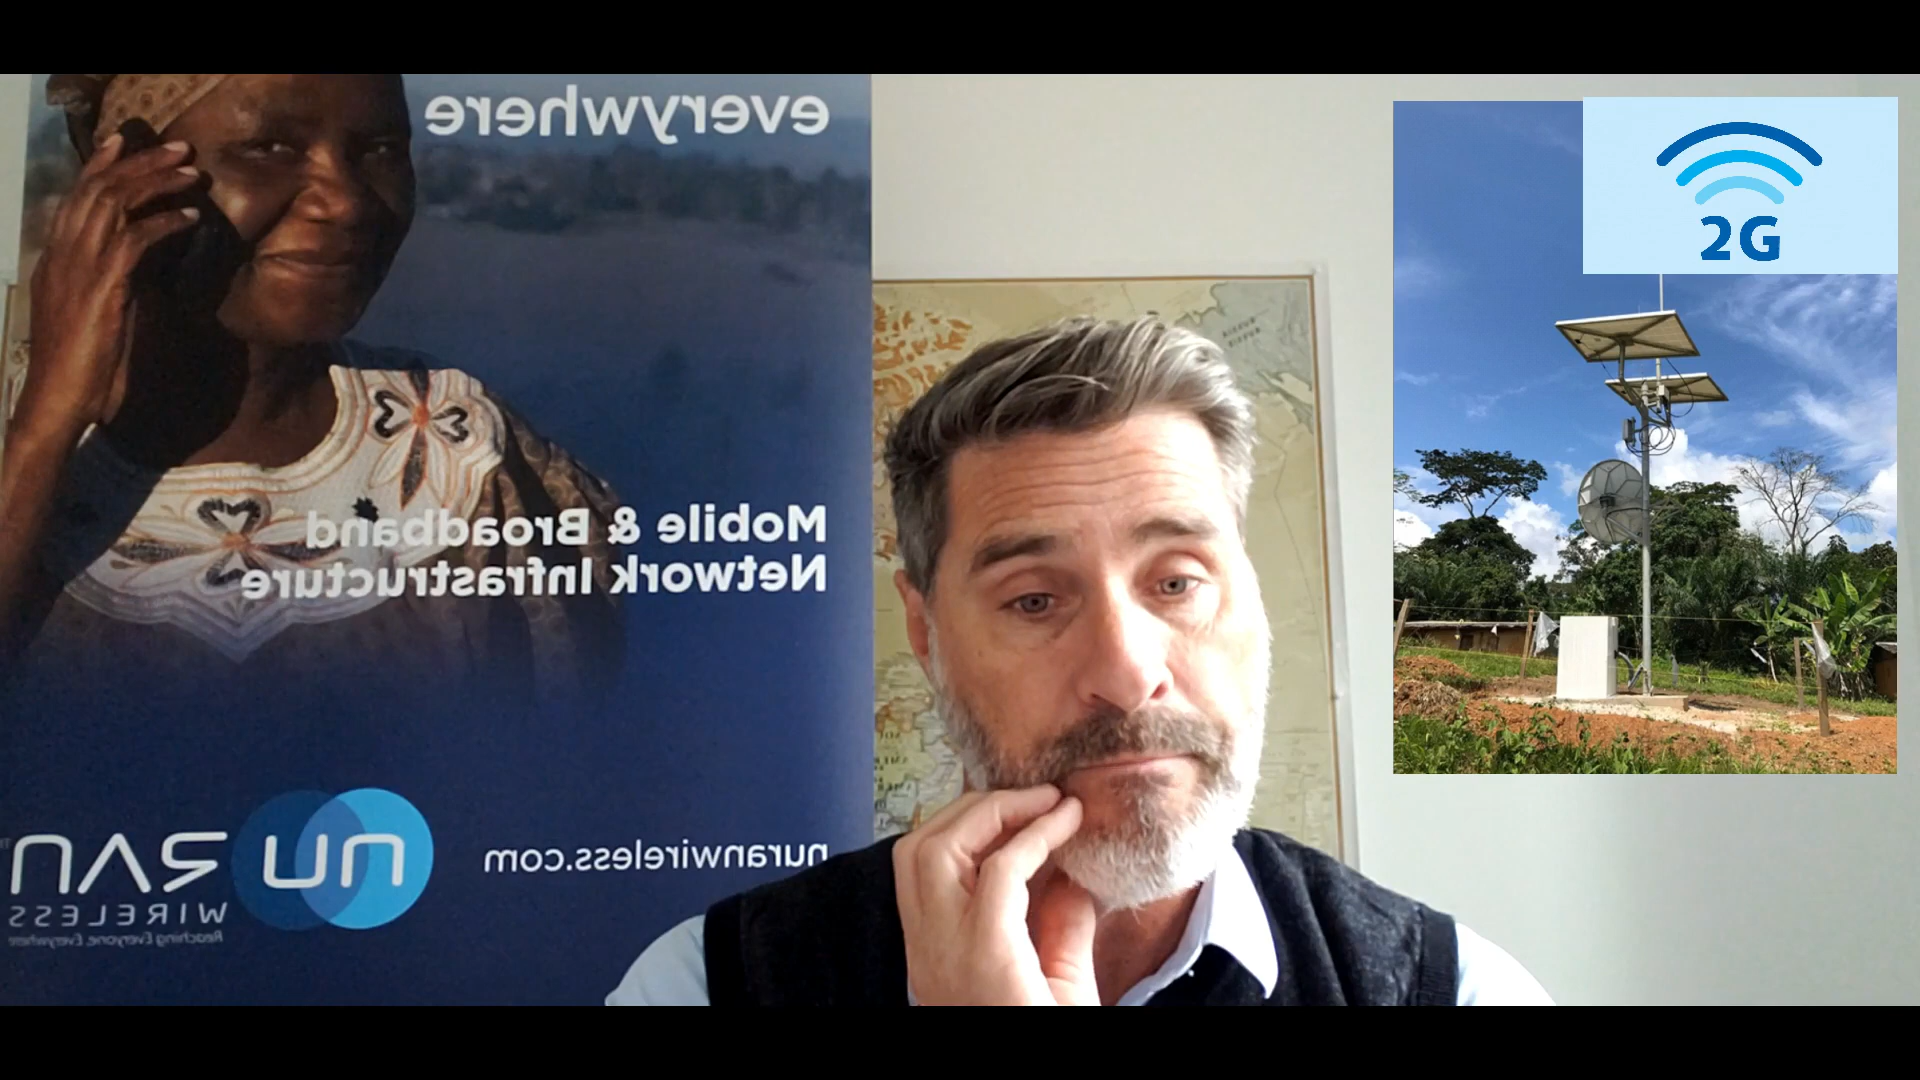 everywhere
Mobile & Broadband
Network Infrastructure
nu RAN
WIRELESS
Reaching Everyone, Everywhere
nuranwireless.com
2G